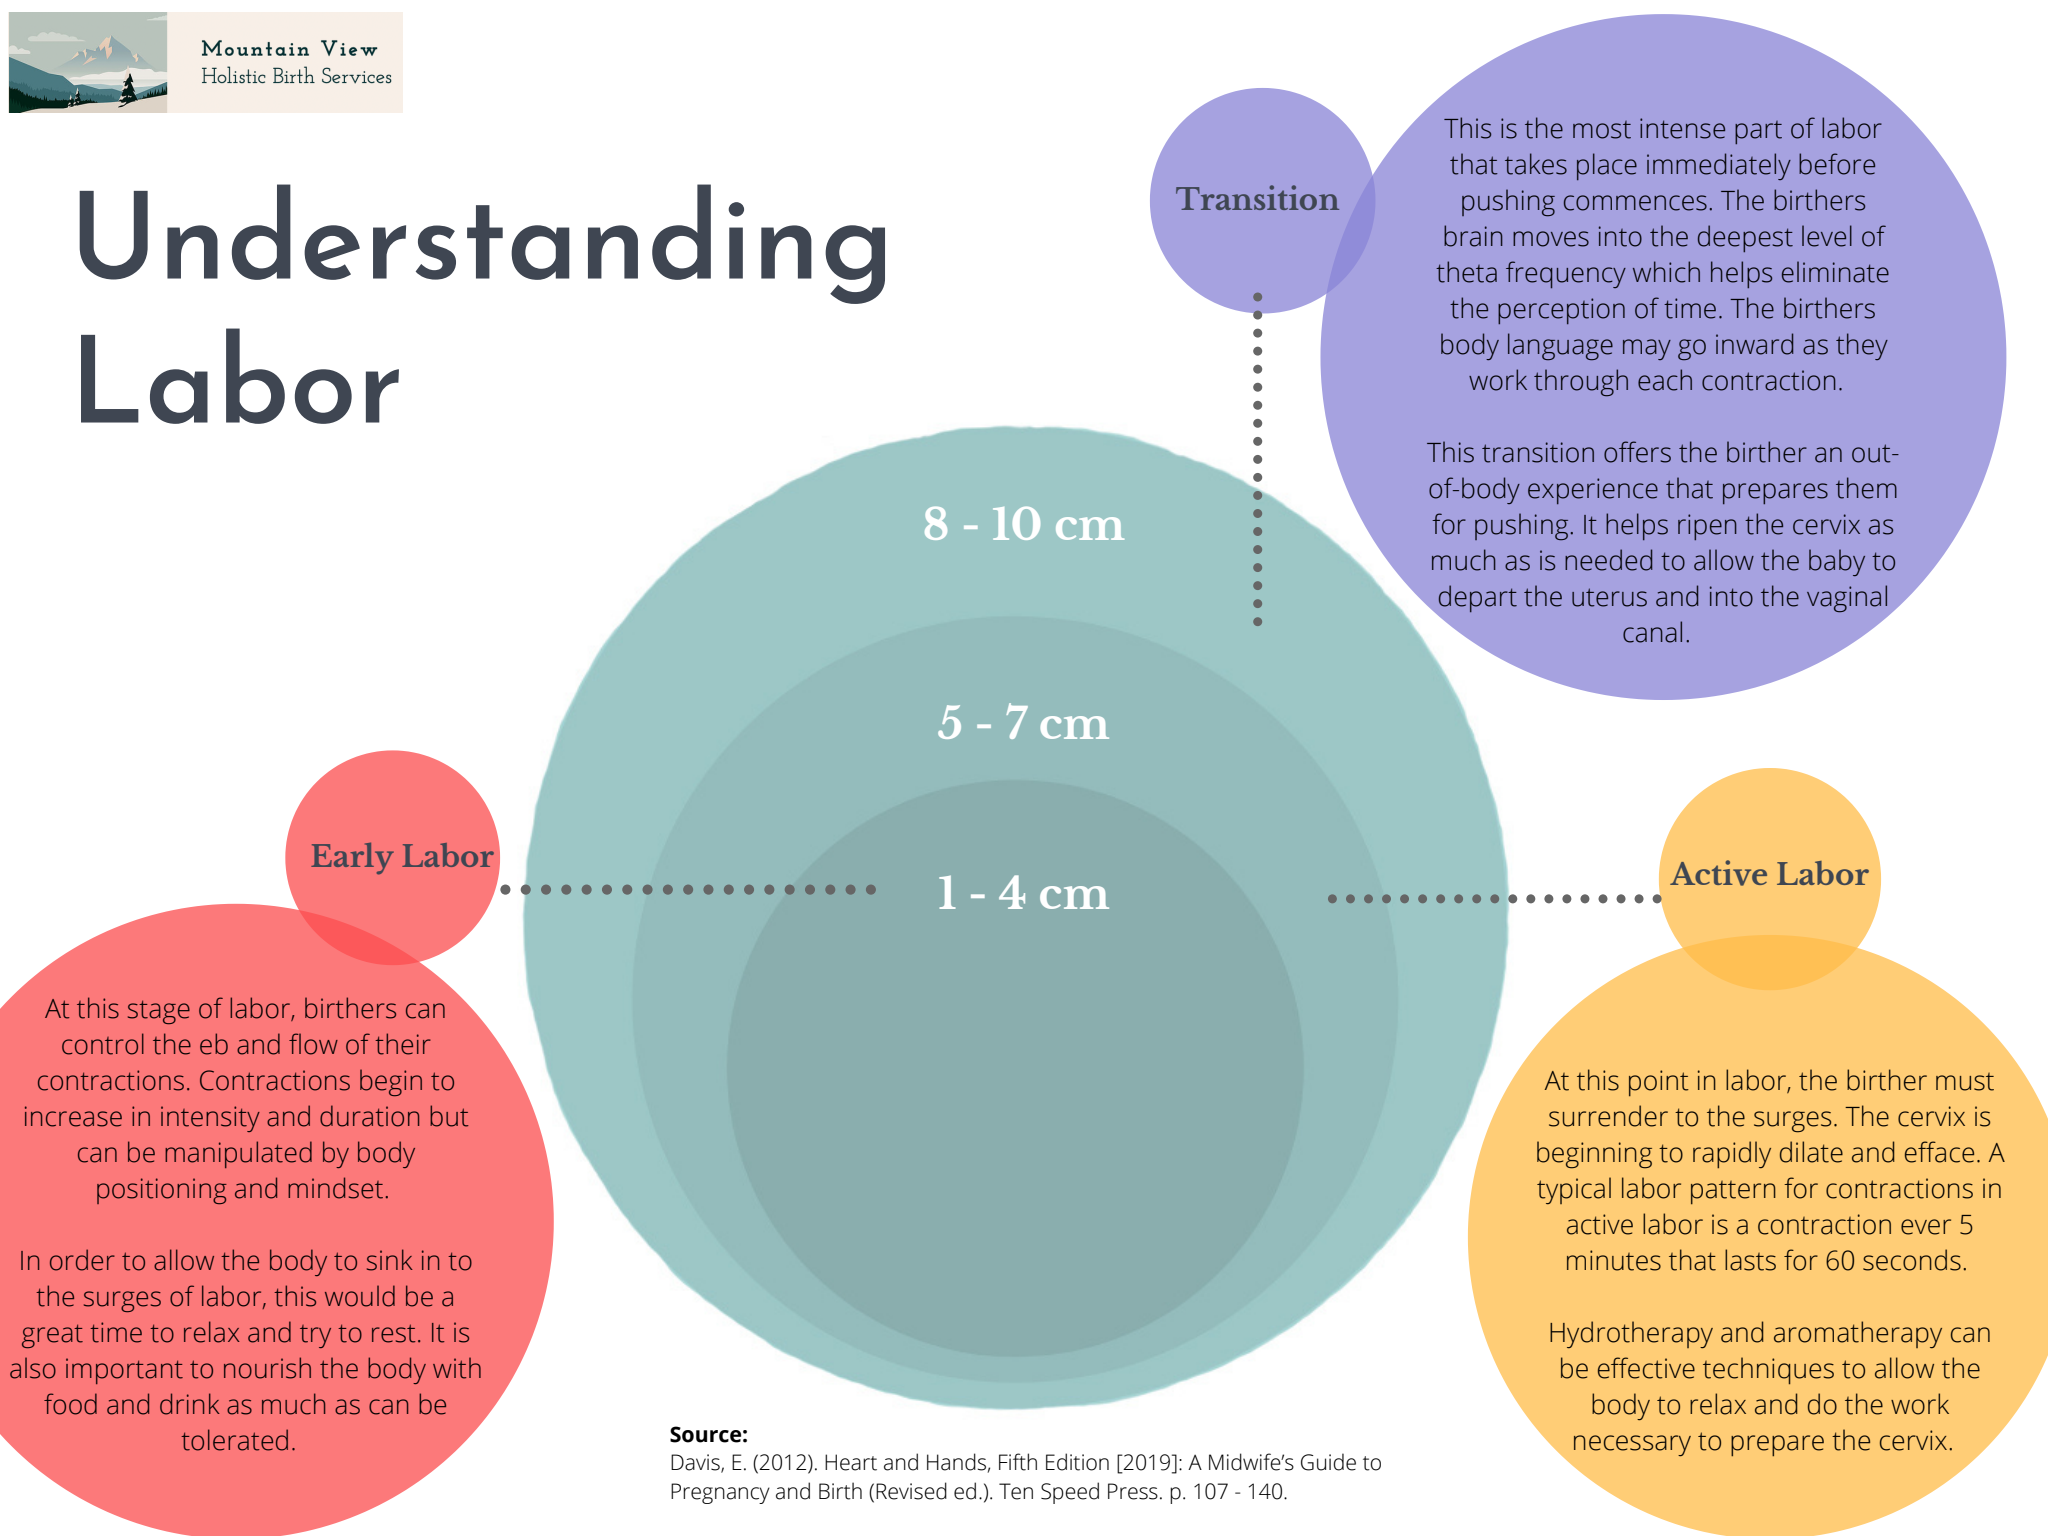 Mountain View
Holistic Birth Services
Understanding
Labor
Transition
This is the most intense part of labor
that takes place immediately before
pushing commences. The birthers
brain moves into the deepest level of
theta frequency which helps eliminate
the perception of time. The birthers
body language may go inward as they
work through each contraction.
This transition offers the birther an out-
of-body experience that prepares them
for pushing. It helps ripen the cervix as
much as is needed to allow the baby to
depart the uterus and into the vaginal
canal.
8 - 10 cm
5 - 7 cm
1 - 4 cm
Early Labor
At this stage of labor, birthers can
control the eb and flow of their
contractions. Contractions begin to
increase in intensity and duration but
can be manipulated by body
positioning and mindset.
In order to allow the body to sink in to
the surges of labor, this would be a
great time to relax and try to rest. It is
also important to nourish the body with
food and drink as much as can be
tolerated.
Active Labor
At this point in labor, the birther must
surrender to the surges. The cervix is
beginning to rapidly dilate and efface. A
typical labor pattern for contractions in
active labor is a contraction ever 5
minutes that lasts for 60 seconds.
Hydrotherapy and aromatherapy can
be effective techniques to allow the
body to relax and do the work
necessary to prepare the cervix.
Source:
Davis, E. (2012). Heart and Hands, Fifth Edition [2019]: A Midwife’s Guide to
Pregnancy and Birth (Revised ed.). Ten Speed Press. p. 107 - 140.